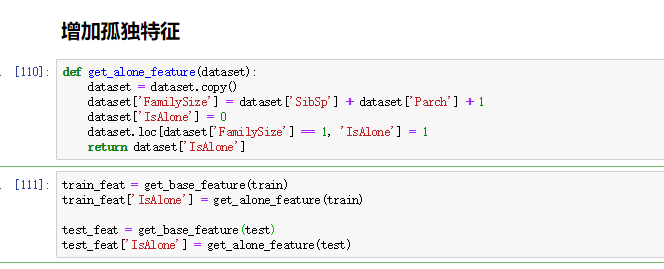 增加孤独特征
[110]: def get_alone_feature(dataset):
dataset = dataset.copy()
dataset['FamilySize'] = dataset['SibSp'] + dataset['Parch'] + 1
dataset['IsAlone'] = 0
dataset.loc[dataset['FamilySize'] == 1, 'IsAlone'] = 1
return dataset['IsAlone']
[111]: train_feat = get_base_feature(train)
train_feat['IsAlone'] = get_alone_feature(train)
test_feat = get_base_feature(test)
test_feat['IsAlone'] = get_alone_feature(test)